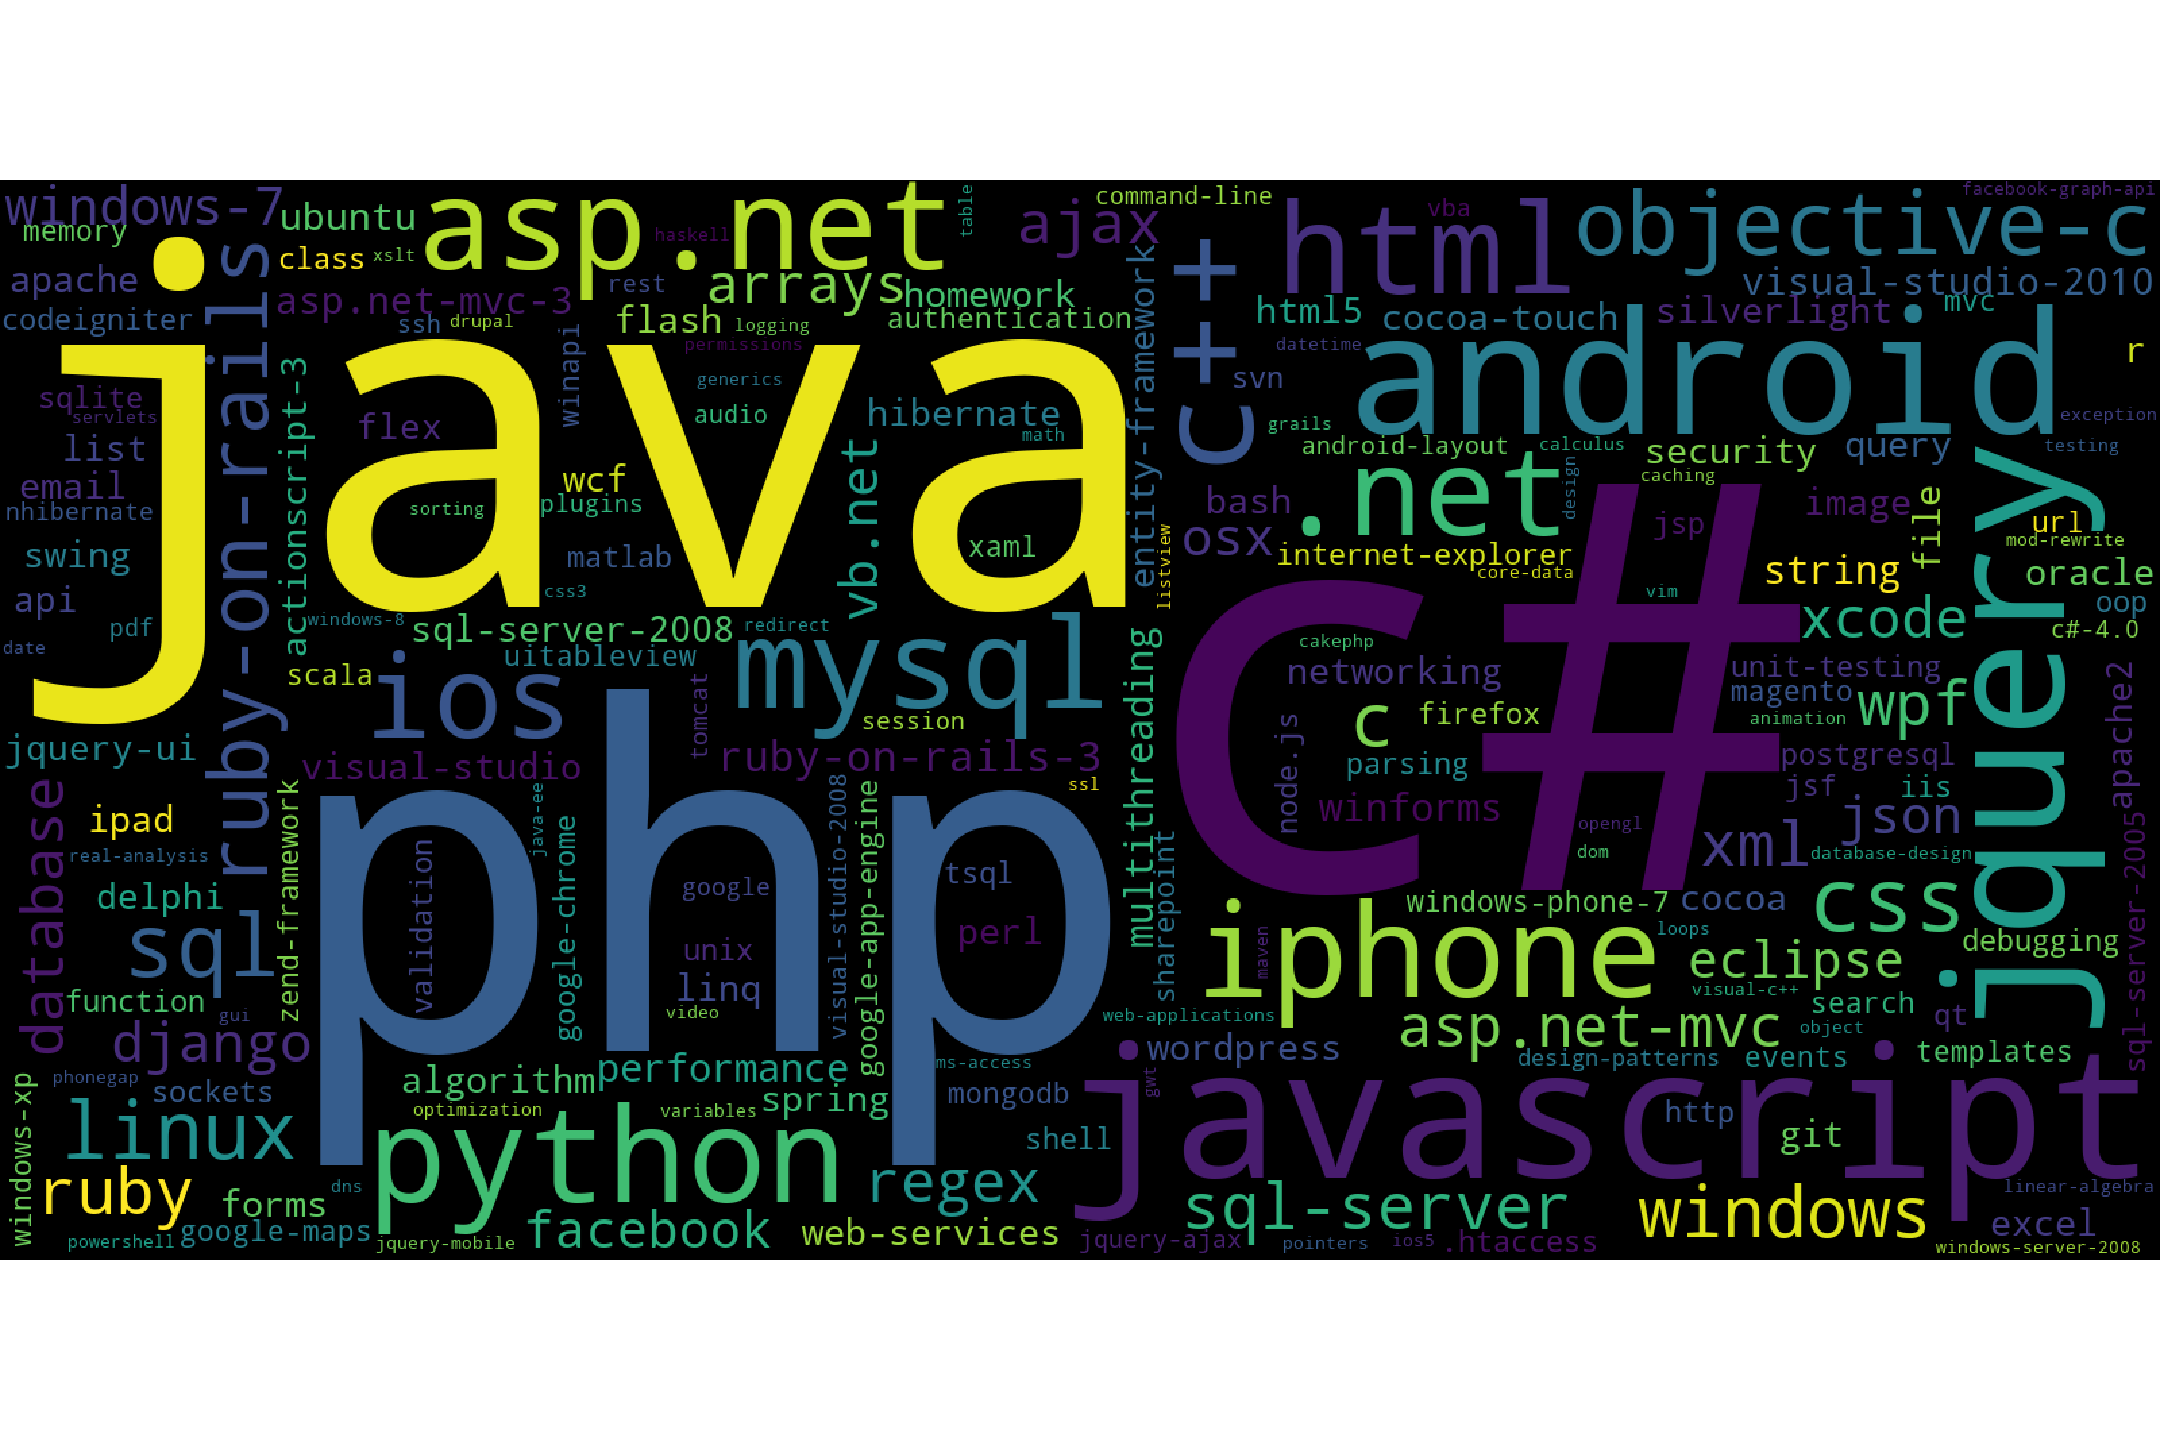 windows-7
ubuntu
asp.net
table
ajax
command-line
html
vba
objective-c
facebook-graph-api
memory
class
xslt
haskell
apache
asp.net-mvc-3
rest
arrays
homework
c++
visual-studio-2010
codeigniter
ssh
drupal
flash
logging
authentication
html5
cocoa-touch
silverlight
mvc
java
ruby-on-rails
winapi
permissions
entity-framework
datetime
android
r
sqlite
servlets
actionscript-3
flex
generics
audio
hibernate
math
svn
grails
exception
list
android-layout
calculus
security
query
testing
email
nhibernate
sorting
wcf
plugins
vb.net
bash
.net
design
caching
image
jsp
file
url
mod-rewrite
swing
matlab
xaml
listview
osx
internet-explorer
core-data
string
oracle
api
css3
vim
oop
pdf
date
windows-8
sql-server-2008
redirect
mysql
c#
cakephp
xcode
c#-4.0
scala
ios
uitableview
tomcat
session
multithreading
networking
unit-testing
magento
jquery
apache2
jquery-ui
visual-studio
ruby-on-rails-3
ssl
node.js
c
firefox
animation
wpf
parsing
postgresql
database
ipad
zend-framework
php
java-ee
google-chrome
visual-studio-2008
google-app-engine
winforms
opengl
jsf
iis
json
real-analysis
dom
xml
database-design
sql-server-2005
delphi
validation
google
tsql
sharepoint
windows-phone-7
cocoa
css
sql
unix
perl
maven
iphone
loops
debugging
function
linq
video
eclipse
visual-c++
search
gui
web-applications
asp.net-mvc
object
qt
django
wordpress
design-patterns
events
templates
windows-xp
phonegap
sockets
algorithm
performance
ms-access
mongodb
gwt
javascript
optimization
variables
spring
http
linux
python
shell
git
ruby
forms
dns
regex
sql-server
windows
linear-algebra
excel
powershell
google-maps
jquery-mobile
facebook
web-services
jquery-ajax
pointers
ios5
.htaccess
windows-server-2008